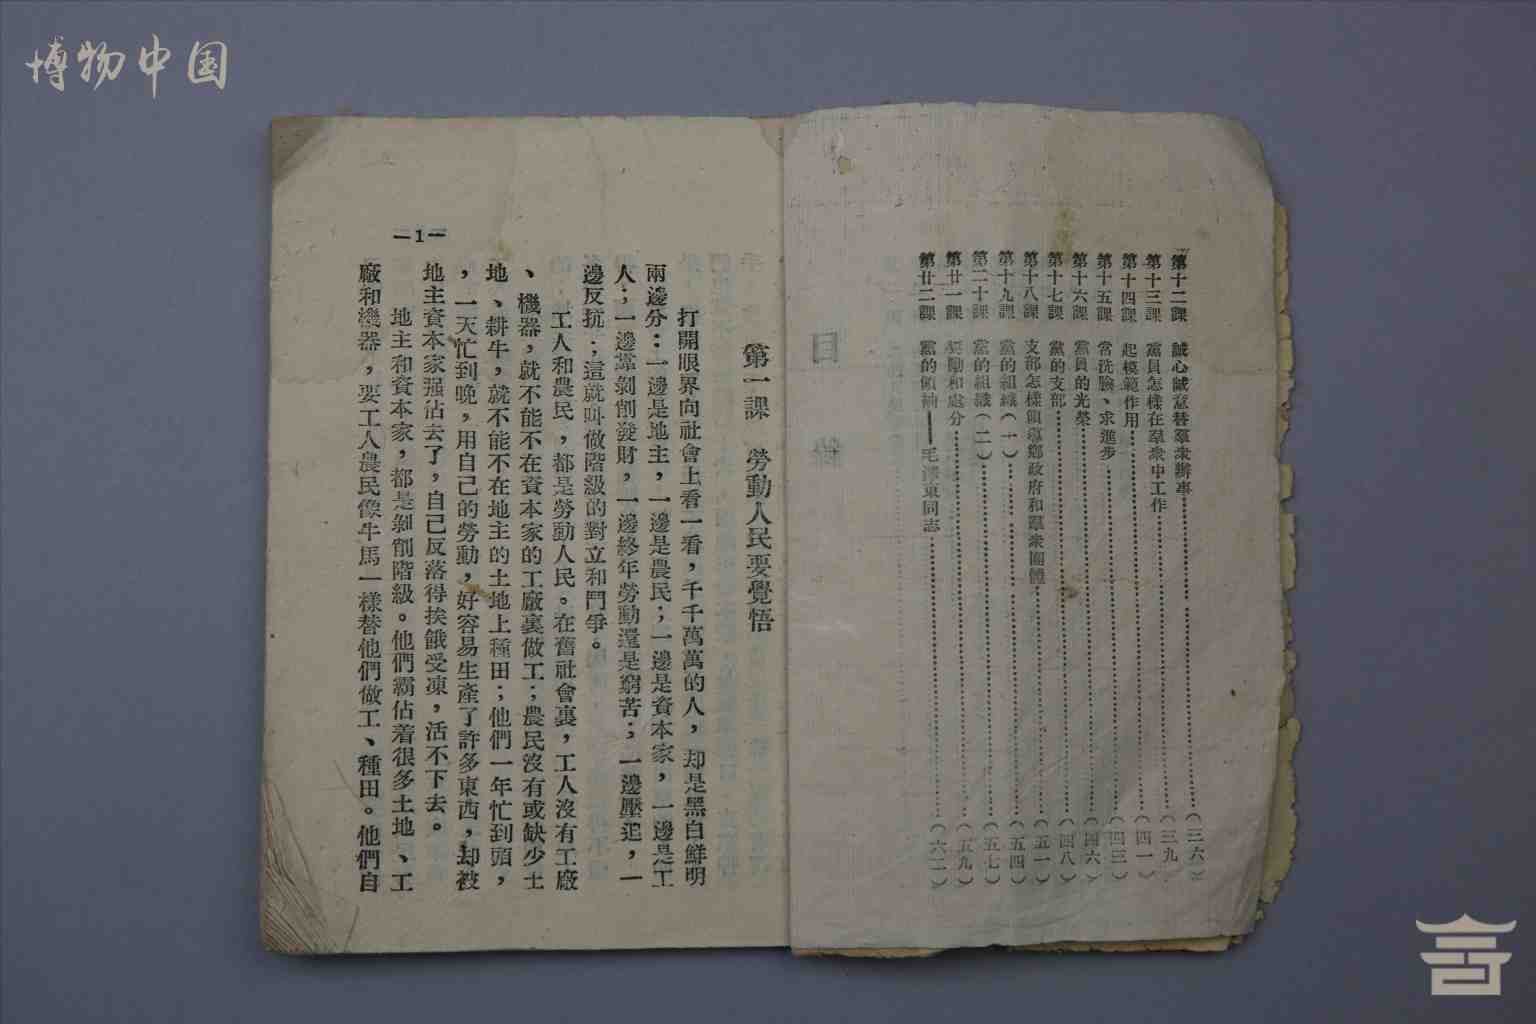 博物中国
第十二課　誠心誠意替羣衆辦事……（三六）
第十三課　黨員怎樣在羣衆中工作……（三九）
第十四課　起模範作用……（四一）
第十五課　常洗臉、求進步……（四三）
第十六課　黨員的光榮……（四六）
第十七課　黨的支部……（四八）
第十八課　支部怎樣領導鄉政府和羣衆團體……（五一）
第十九課　黨的組織（一）……（五四）
第二十課　黨的組織（二）……（五七）
第廿一課　獎勵和處分……（五九）
第廿二課　黨的領袖——毛澤東同志……（六二）
目　錄
第一課　勞動人民要覺悟
打開眼界向社會上看一看，千千萬萬的人，却是黑白鮮明
兩邊分：一邊是地主，一邊是農民；一邊是資本家，一邊是工
人；一邊靠剝削發財，一邊終年勞動還是窮苦；一邊壓迫，一
邊反抗；這就叫做階級的對立和鬥爭。
工人和農民，都是勞動人民。在舊社會裏，工人沒有工廠
、機器，就不能不在資本家的工廠裏做工；農民沒有或缺少土
地、耕牛，就不能不在地主的土地上種田；他們一年忙到頭，
，一天忙到晚，用自己的勞動，好容易生產了許多東西，却被
地主資本家强佔去了，自己反落得挨餓受凍，活不下去。
地主和資本家，都是剝削階級。他們霸佔着很多土地、工
廠和機器，要工人農民像牛馬一樣替他們做工、種田。他們自
—1—